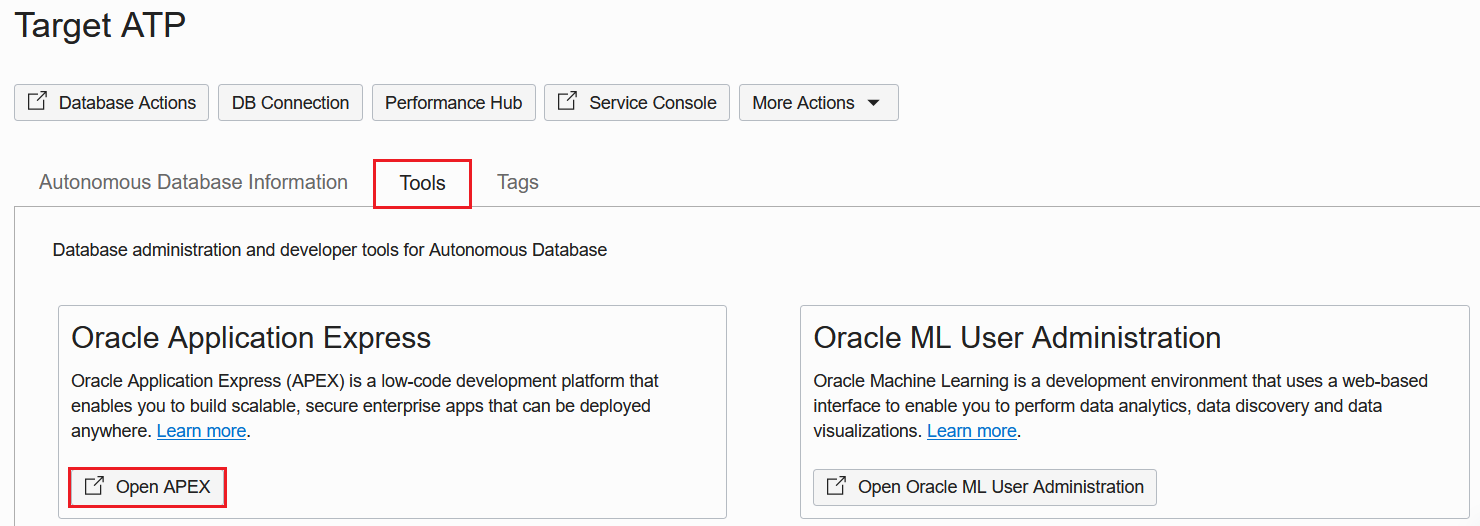 Target ATP
Database Actions
DB Connection
Performance Hub
Service Console
More Actions
Autonomous Database Information
Tools
Tags
Database administration and developer tools for Autonomous Database
Oracle Application Express
Oracle Application Express (APEX) is a low-code development platform that
enables you to build scalable, secure enterprise apps that can be deployed
anywhere. Learn more.
Open APEX
Oracle ML User Administration
Oracle Machine Learning is a development environment that uses a web-based
interface to enable you to perform data analytics, data discovery and data
visualizations. Learn more.
Open Oracle ML User Administration